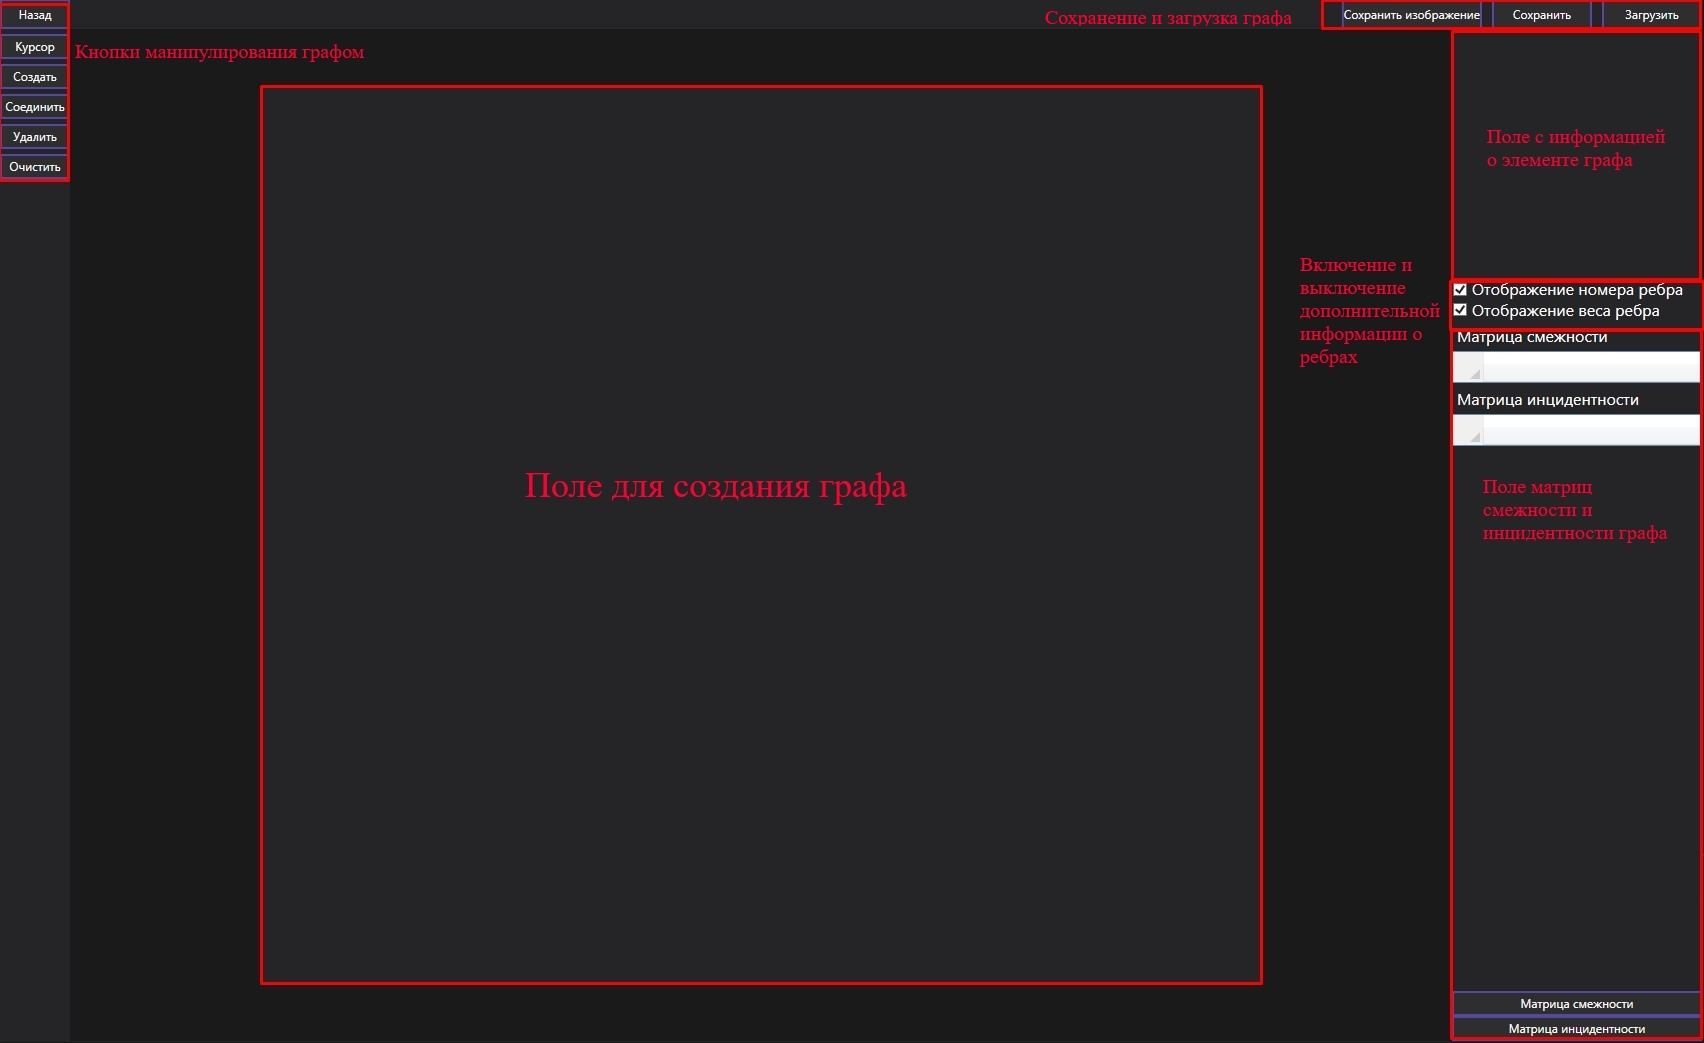 Назад
Сохранение и загрузка графа
Сохранить изображение
Сохранить
Загрузить
Курсор
Кнопки манипулирования графом
Создать
Соединить
Удалить
Очистить
Поле с информацией
о элементе графа
Включение и
выключение
дополнительной
информации о
ребрах
Отображение номера ребра
Отображение веса ребра
Матрица смежности
Матрица инцидентности
Поле для создания графа
Поле матриц
смежности и
инцидентности графа
Матрица смежности
Матрица инцидентности